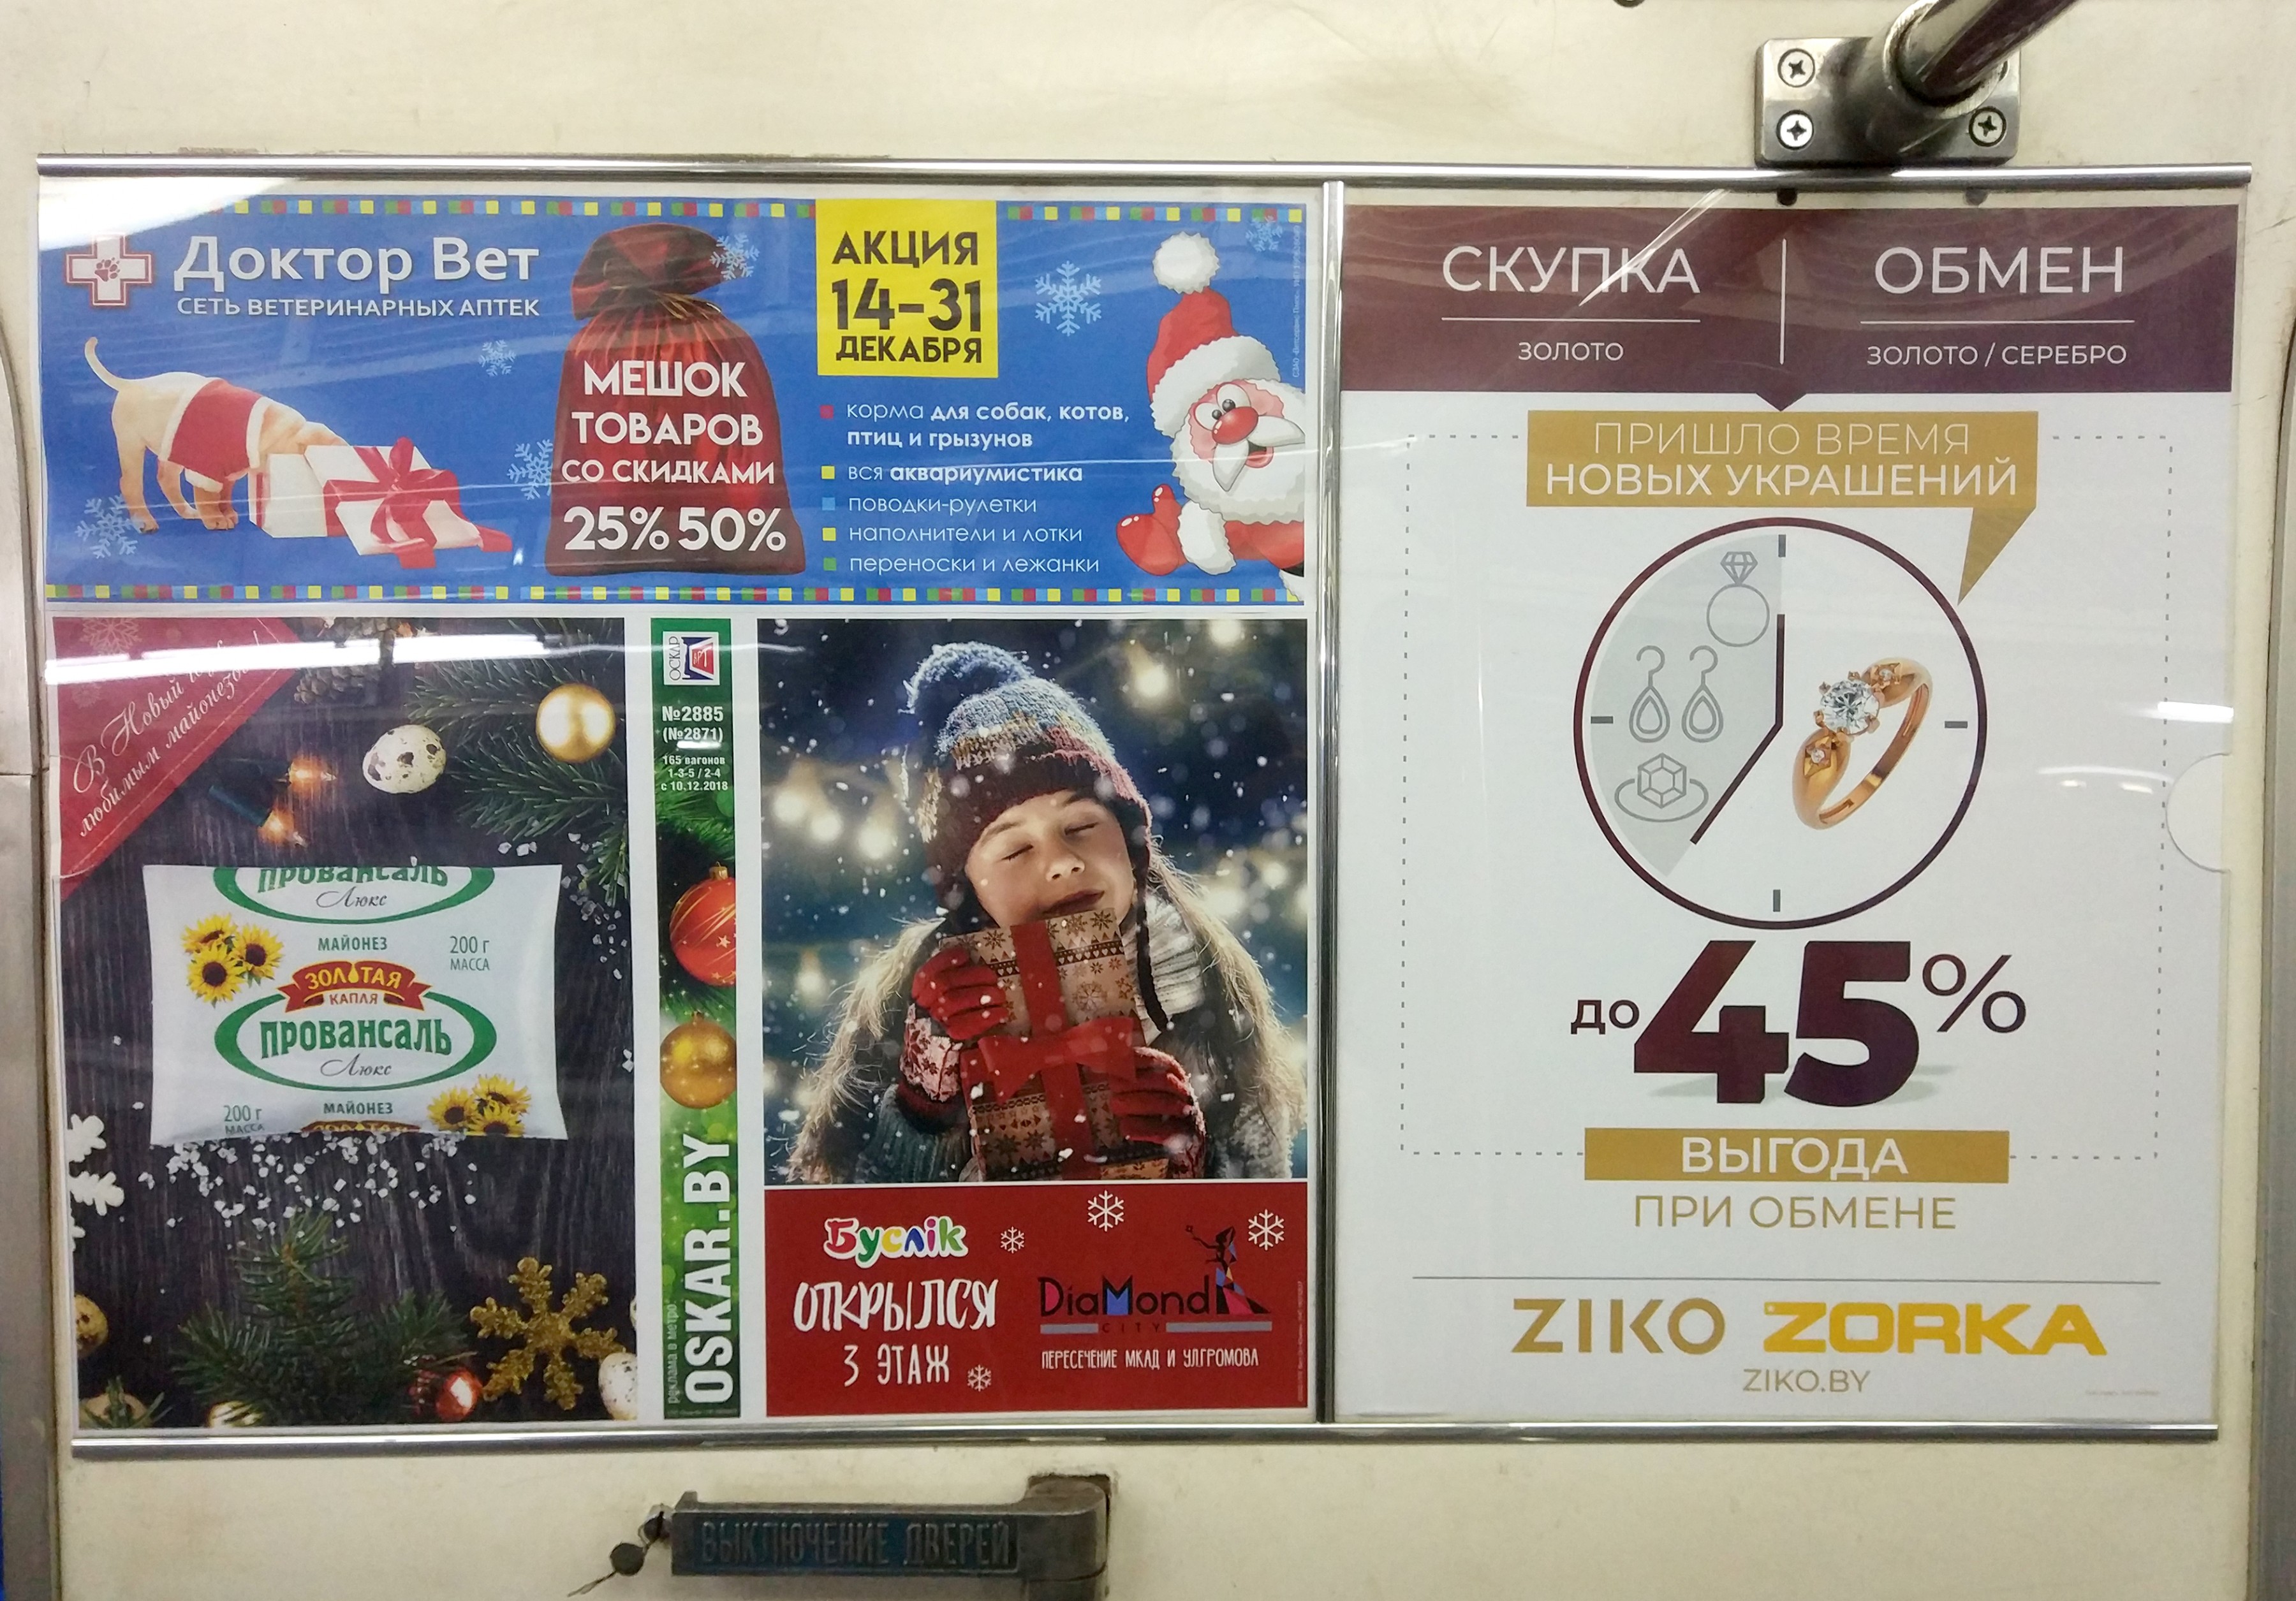 Доктор Вет
СЕТЬ ВЕТЕРИНАРНЫХ АПТЕК
МЕШОК
ТОВАРОВ
СО СКИДКАМИ
25% 50%
АКЦИЯ
14-31
ДЕКАБРЯ
корма для собак, котов,
птиц и грызунов
вся аквариумистика
поводки-рулетки
наполнители и лотки
переноски и лежанки
В Новый
любимым майонезом!
ПРОВАНСАЛЬ
Люкс
МАЙОНЕЗ
200 г
МАССА
ЗОЛОТАЯ
КАПЛЯ
ПРОВАНСАЛЬ
Люкс
МАЙОНЕЗ
200 г
МАССА
ЗОЛОТАЯ
ОСКАР
АРТ
№2885
(№2871)
165 вагонов
1-3-5 / 2-4
с 10.12.2018
реклама в метро
OSKAR.BY
Буслік
ОТКРЫЛСЯ
3 ЭТАЖ
DiaMond
CITY
ПЕРЕСЕЧЕНИЕ МКАД И УЛ.ГРОМОВА
СКУПКА
ЗОЛОТО
ОБМЕН
ЗОЛОТО / СЕРЕБРО
ПРИШЛО ВРЕМЯ
НОВЫХ УКРАШЕНИЙ
ДО 45%
ВЫГОДА
ПРИ ОБМЕНЕ
ZIKO ZORKA
ZIKO.BY
ВЫКЛЮЧЕНИЕ ДВЕРЕЙ